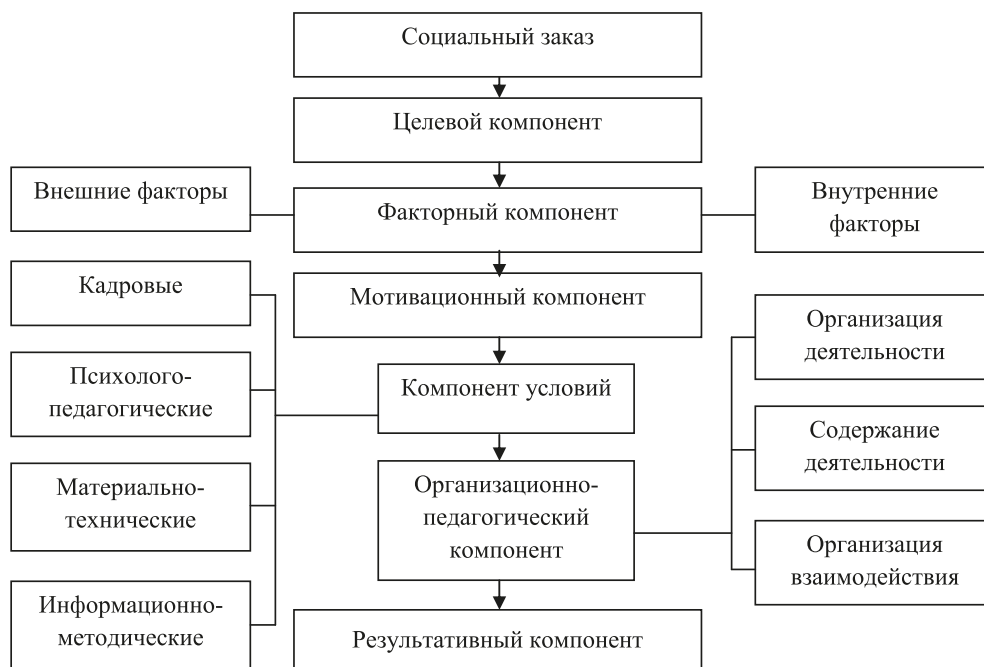 Социальный заказ
Целевой компонент
Внешние факторы
Факторный компонент
Внутренние
факторы
Кадровые
Мотивационный компонент
Организация
деятельности
Психолого-
педагогические
Компонент условий
Содержание
деятельности
Материально-
технические
Организационно-
педагогический
компонент
Организация
взаимодействия
Информационно-
методические
Результативный компонент